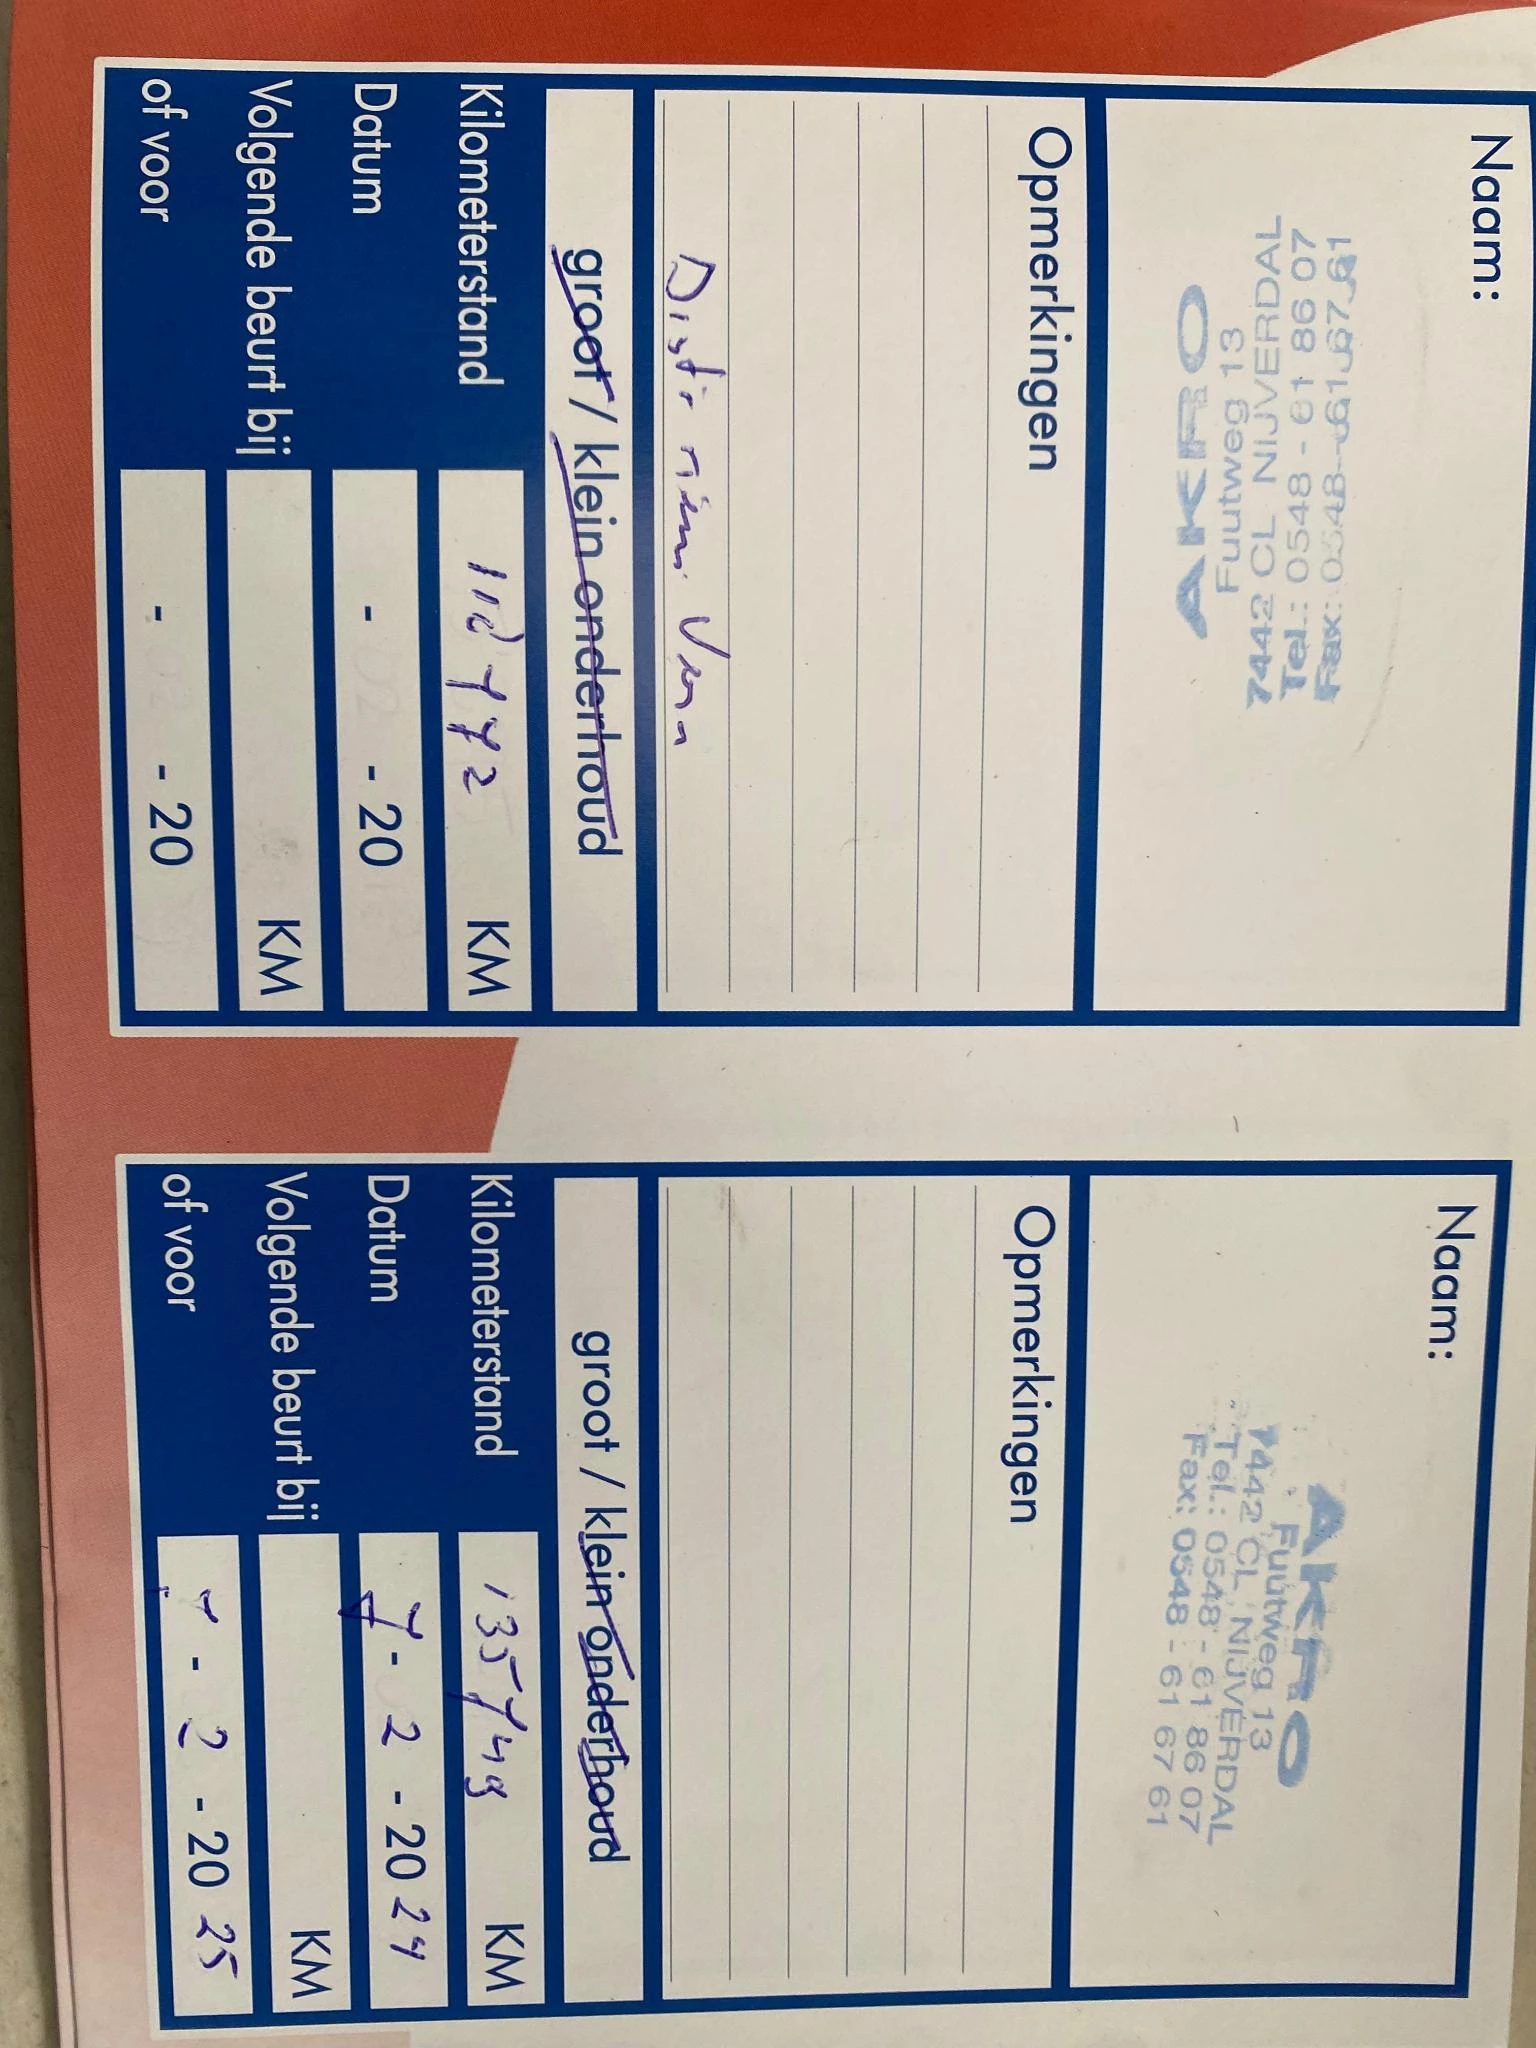 Naam:
AKRO
Fuutweg 13
7442 CL NIJVERDAL
Tel.: 0548 - 61 86 07
Fax: 0548 - 61 67 61
Opmerkingen
Distr riem
groot / klein onderhoud
Kilometerstand KM
Datum - - 20
Volgende beurt bij KM
of voor - - 20
Naam:
AKRO
Fuutweg 13
7442 CL NIJVERDAL
Tel.: 0548 - 61 86 07
Fax: 0548 - 61 67 61
Opmerkingen
groot / klein onderhoud
Kilometerstand 135749 KM
Datum 7 - 2 - 2024
Volgende beurt bij KM
of voor 7 - 2 - 2025